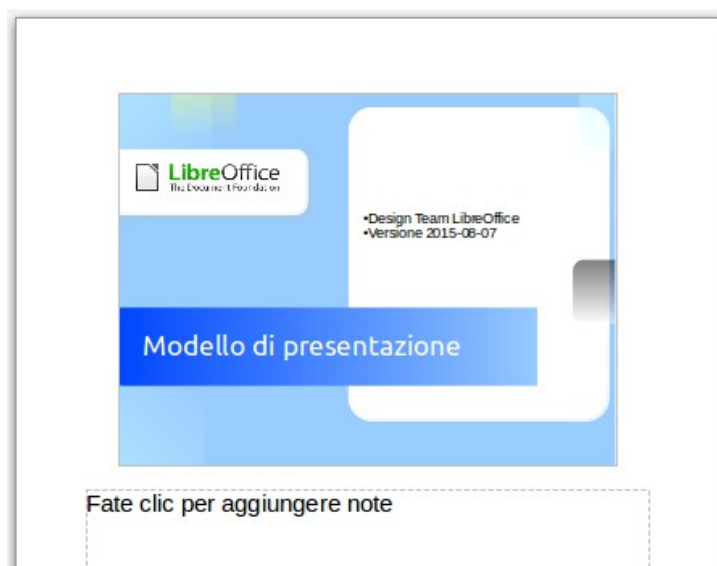 LibreOffice
The Document Foundation
•Design Team LibreOffice
•Versione 2015-08-07
Modello di presentazione
Fate clic per aggiungere note